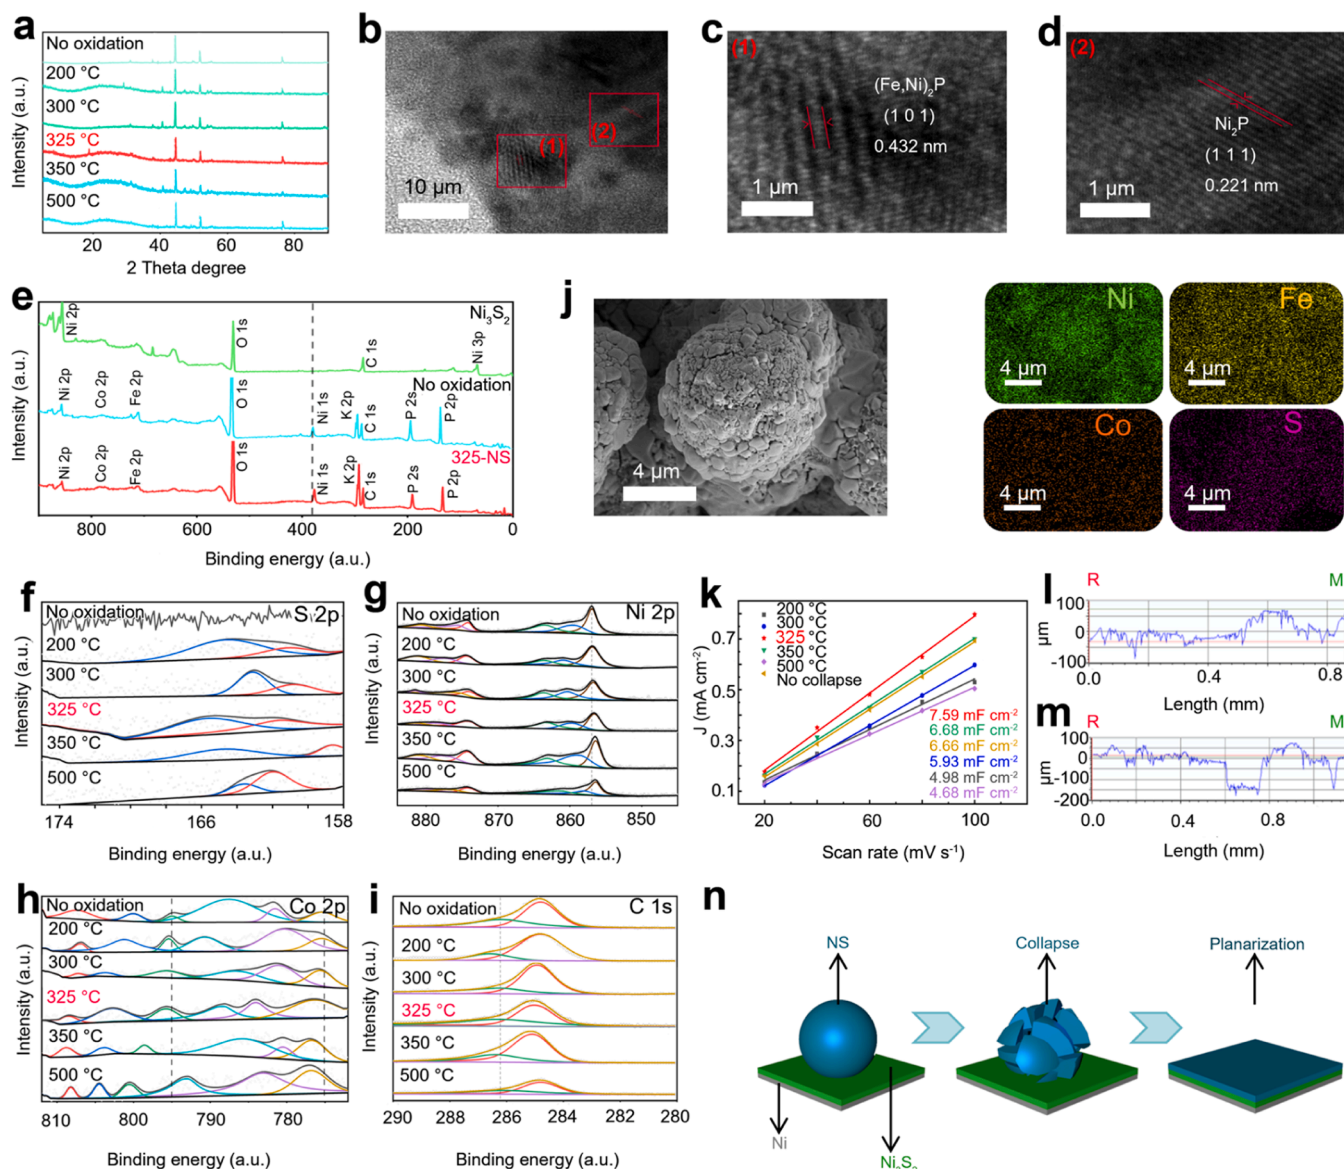 a
No oxidation
200 °C
300 °C
325 °C
350 °C
500 °C
Intensity (a.u.)
20 40 60 80
2 Theta degree
b
(1)
(2)
10 μm
c
(1)
(Fe,Ni)₂P
(1 0 1)
0.432 nm
1 μm
d
(2)
Ni₂P
(1 1 1)
0.221 nm
1 μm
e
Ni₃S₂
Ni 2p
O 1s
C 1s
Ni 3p
No oxidation
Ni 2p
Co 2p
Fe 2p
O 1s
Ni 1s
K 2p
C 1s
P 2s
P 2p
325-NS
Ni 2p
Co 2p
Fe 2p
O 1s
Ni 1s
K 2p
C 1s
P 2s
P 2p
Intensity (a.u.)
800 600 400 200 0
Binding energy (a.u.)
j
4 μm
Ni
4 μm
Fe
4 μm
Co
4 μm
S
4 μm
f
No oxidation
S 2p
200 °C
300 °C
325 °C
350 °C
500 °C
Intensity (a.u.)
174 166 158
Binding energy (a.u.)
g
No oxidation
Ni 2p
200 °C
300 °C
325 °C
350 °C
500 °C
Intensity (a.u.)
880 870 860 850
Binding energy (a.u.)
k
200 °C
300 °C
325 °C
350 °C
500 °C
No collapse
7.59 mF cm⁻²
6.68 mF cm⁻²
6.66 mF cm⁻²
5.93 mF cm⁻²
4.98 mF cm⁻²
4.68 mF cm⁻²
J (mA cm⁻²)
0.7
0.5
0.3
0.1
20 40 60 80 100
Scan rate (mV s⁻¹)
l
R M
100
0
-100
μm
0.0 0.4 0.8
Length (mm)
m
R M
100
0
-100
-200
μm
0.0 0.4 0.8
Length (mm)
h
No oxidation
Co 2p
200 °C
300 °C
325 °C
350 °C
500 °C
Intensity (a.u.)
810 800 790 780
Binding energy (a.u.)
i
No oxidation
C 1s
200 °C
300 °C
325 °C
350 °C
500 °C
Intensity (a.u.)
290 288 286 284 282 280
Binding energy (a.u.)
n
NS
Collapse
Planarization
Ni